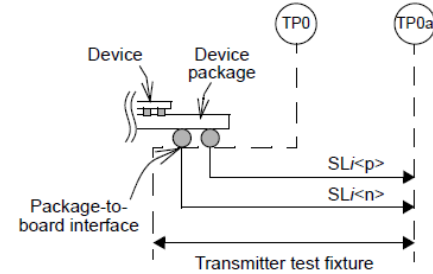 TP0
TP0a
Device
Device
package
SLi<p>
SLi<n>
Package-to-
board interface
Transmitter test fixture